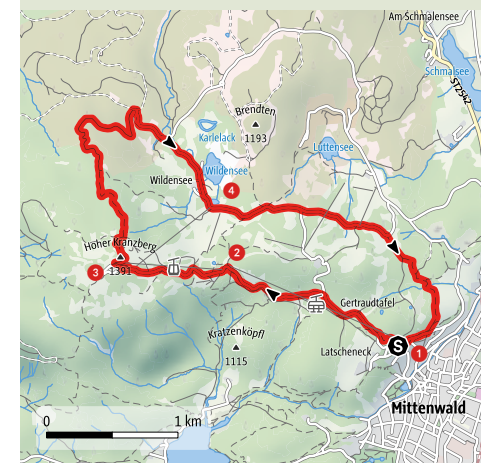 Am Schmalensee
Schmalsee
ST2542
Brendten
1193
Karlelack
Luttensee
Wildensee
Wildensee
4
Hoher Kranzberg
1391
3
2
Gertraudtafel
Kratzenköpfl
1115
Latscheneck
S
1
Mittenwald
0
1 km